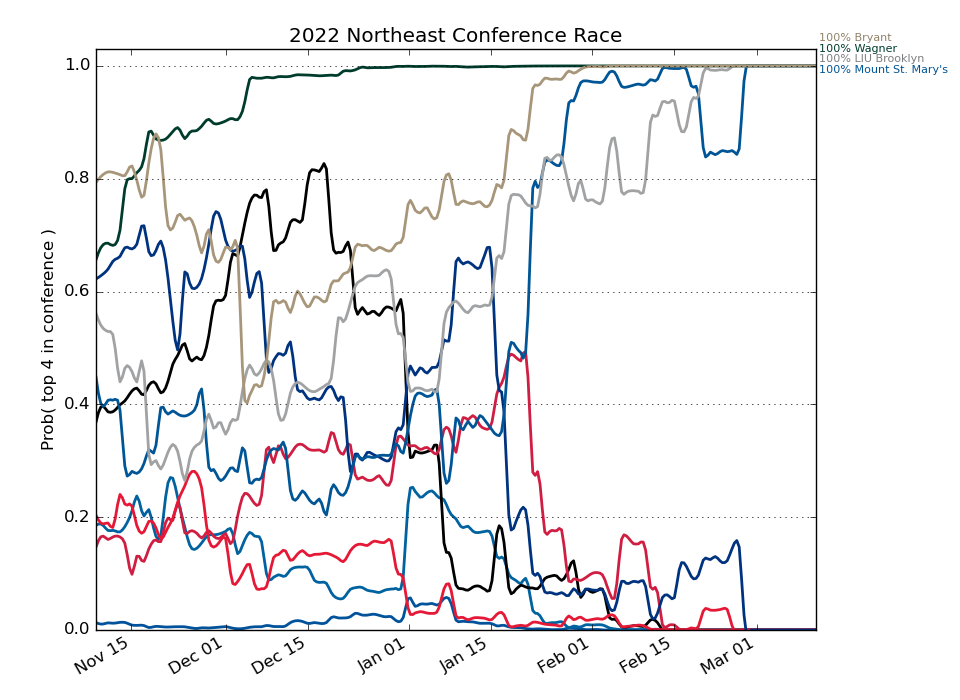 2022 Northeast Conference Race
100% Bryant
100% Wagner
100% LIU Brooklyn
100% Mount St. Mary's
Prob( top 4 in conference )
1.0
0.8
0.6
0.4
0.2
0.0
Nov 15
Dec 01
Dec 15
Jan 01
Jan 15
Feb 01
Feb 15
Mar 01